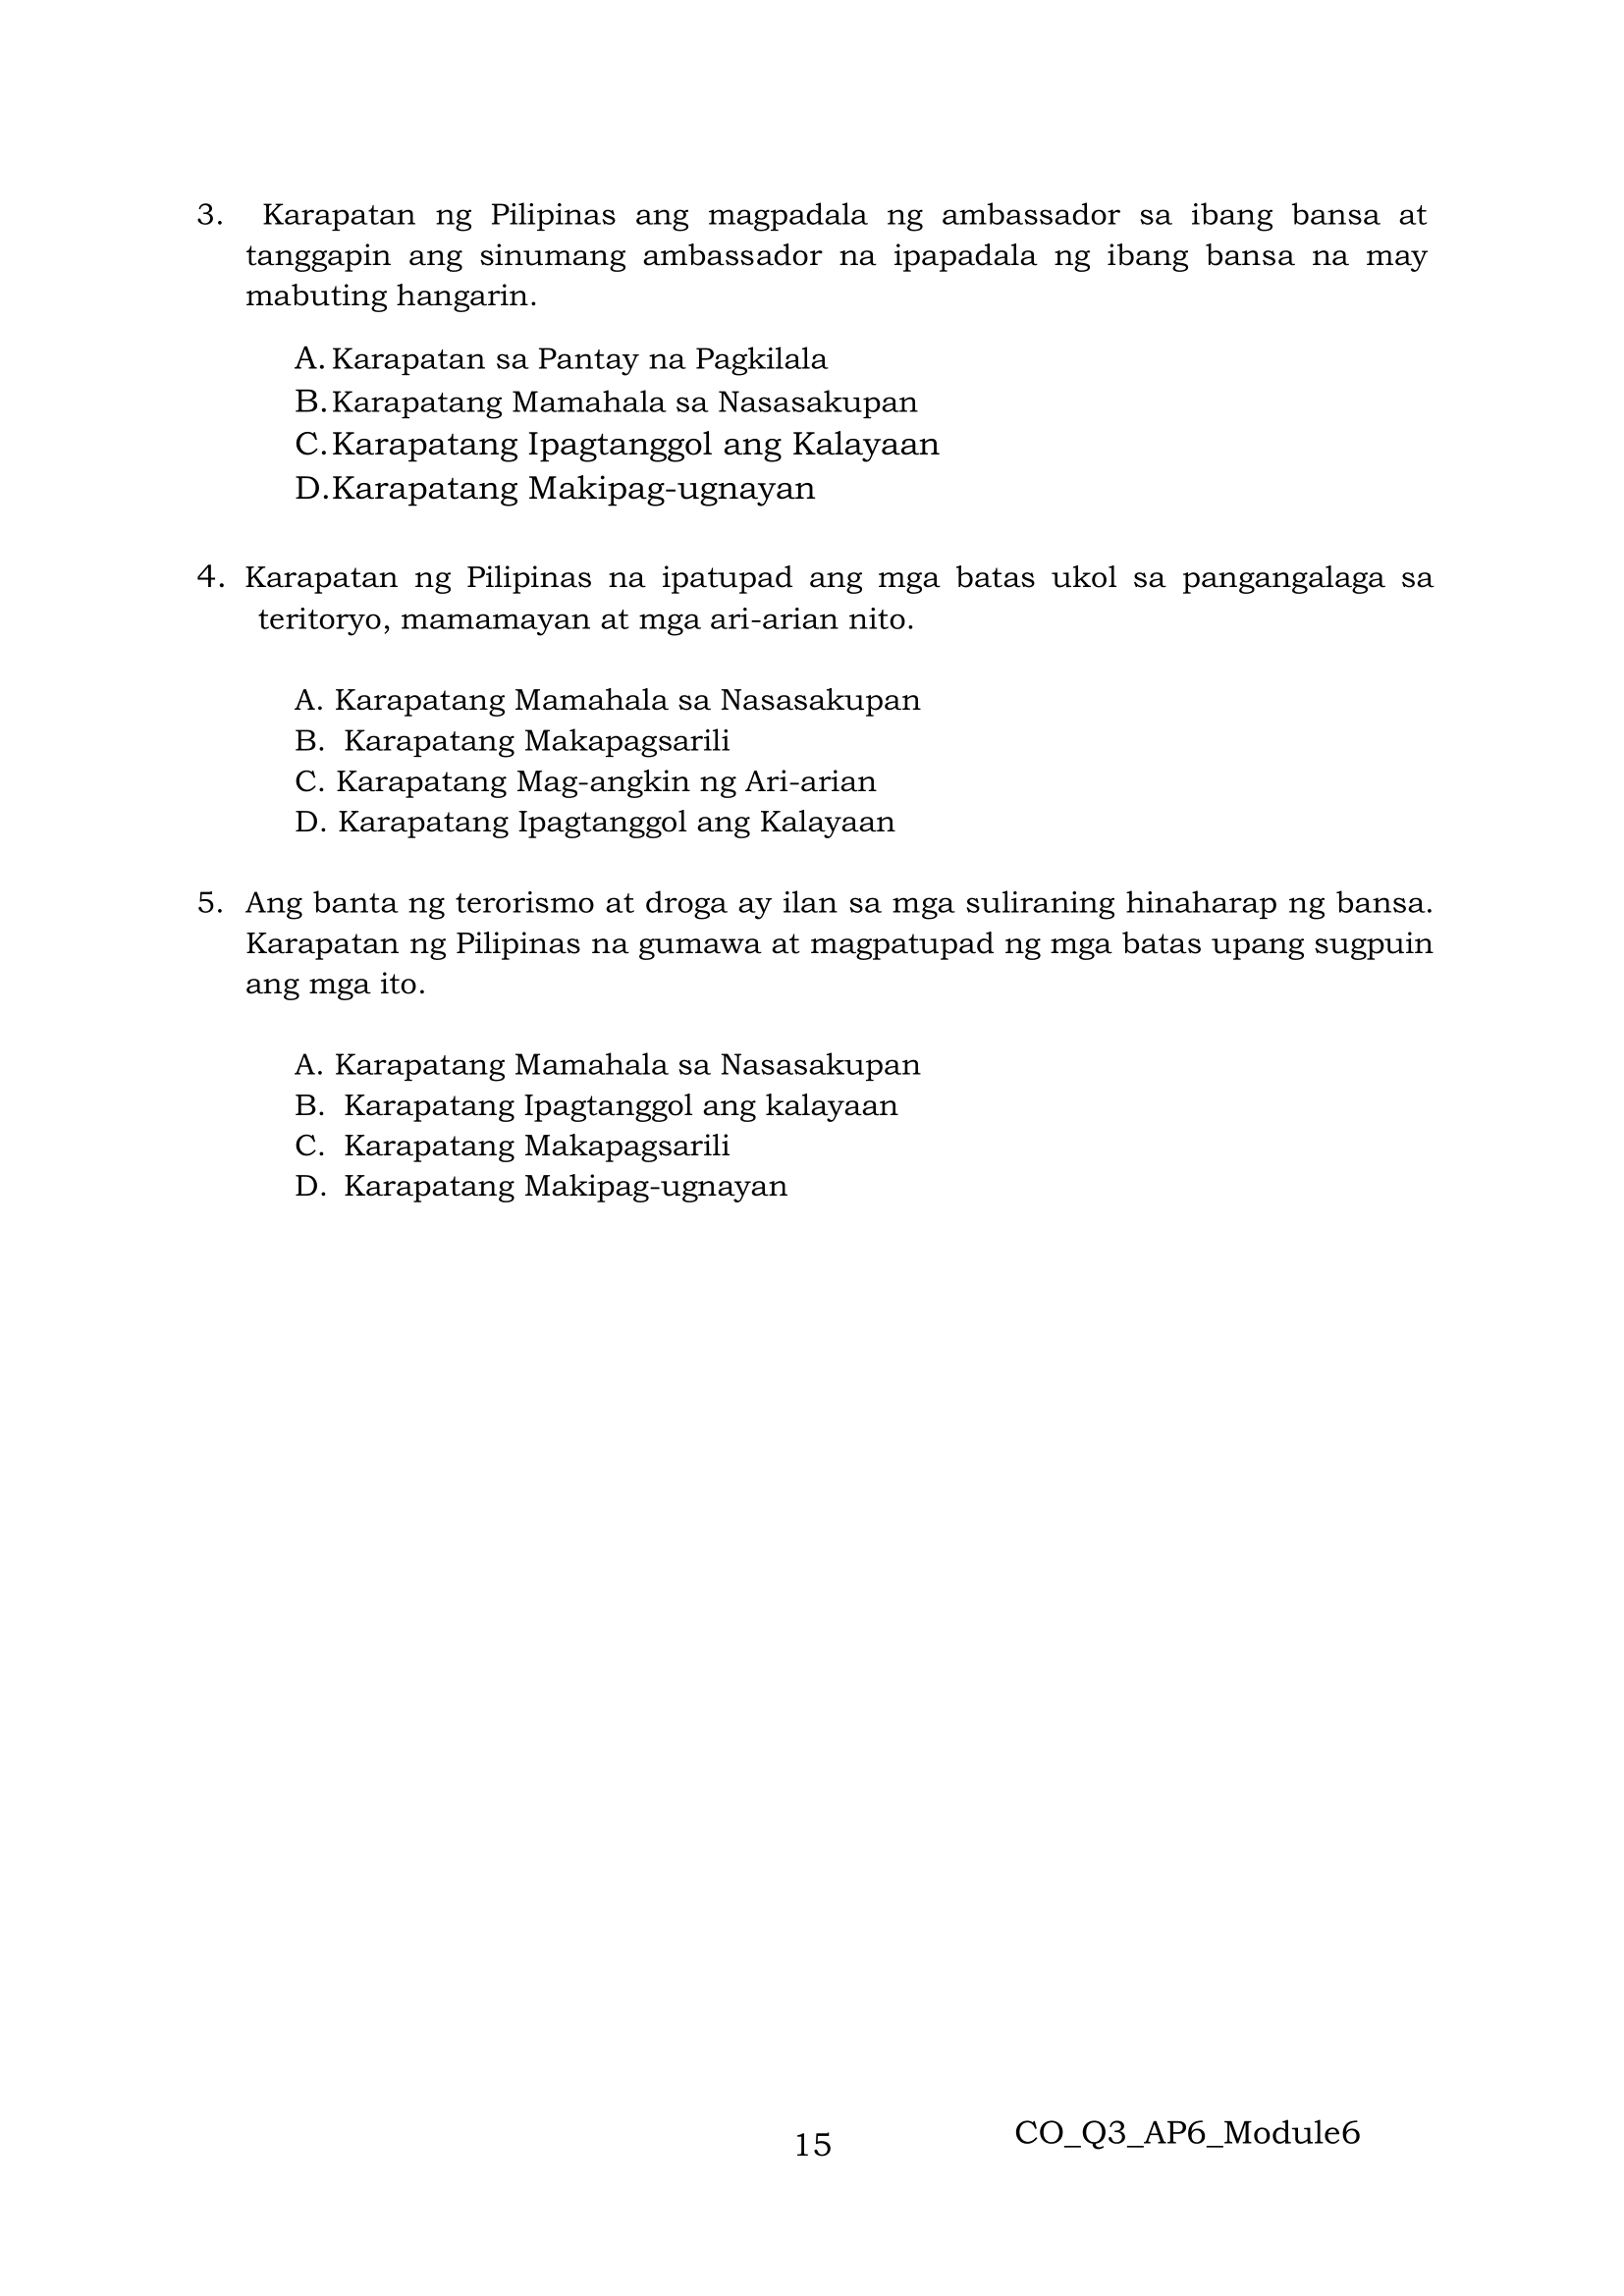 3. Karapatan ng Pilipinas ang magpadala ng ambassador sa ibang bansa at
tanggapin ang sinumang ambassador na ipapadala ng ibang bansa na may
mabuting hangarin.
A. Karapatan sa Pantay na Pagkilala
B. Karapatang Mamahala sa Nasasakupan
C. Karapatang Ipagtanggol ang Kalayaan
D. Karapatang Makipag-ugnayan
4. Karapatan ng Pilipinas na ipatupad ang mga batas ukol sa pangangalaga sa
teritoryo, mamamayan at mga ari-arian nito.
A. Karapatang Mamahala sa Nasasakupan
B. Karapatang Makapagsarili
C. Karapatang Mag-angkin ng Ari-arian
D. Karapatang Ipagtanggol ang Kalayaan
5. Ang banta ng terorismo at droga ay ilan sa mga suliraning hinaharap ng bansa.
Karapatan ng Pilipinas na gumawa at magpatupad ng mga batas upang sugpuin
ang mga ito.
A. Karapatang Mamahala sa Nasasakupan
B. Karapatang Ipagtanggol ang kalayaan
C. Karapatang Makapagsarili
D. Karapatang Makipag-ugnayan
15
CO_Q3_AP6_Module6